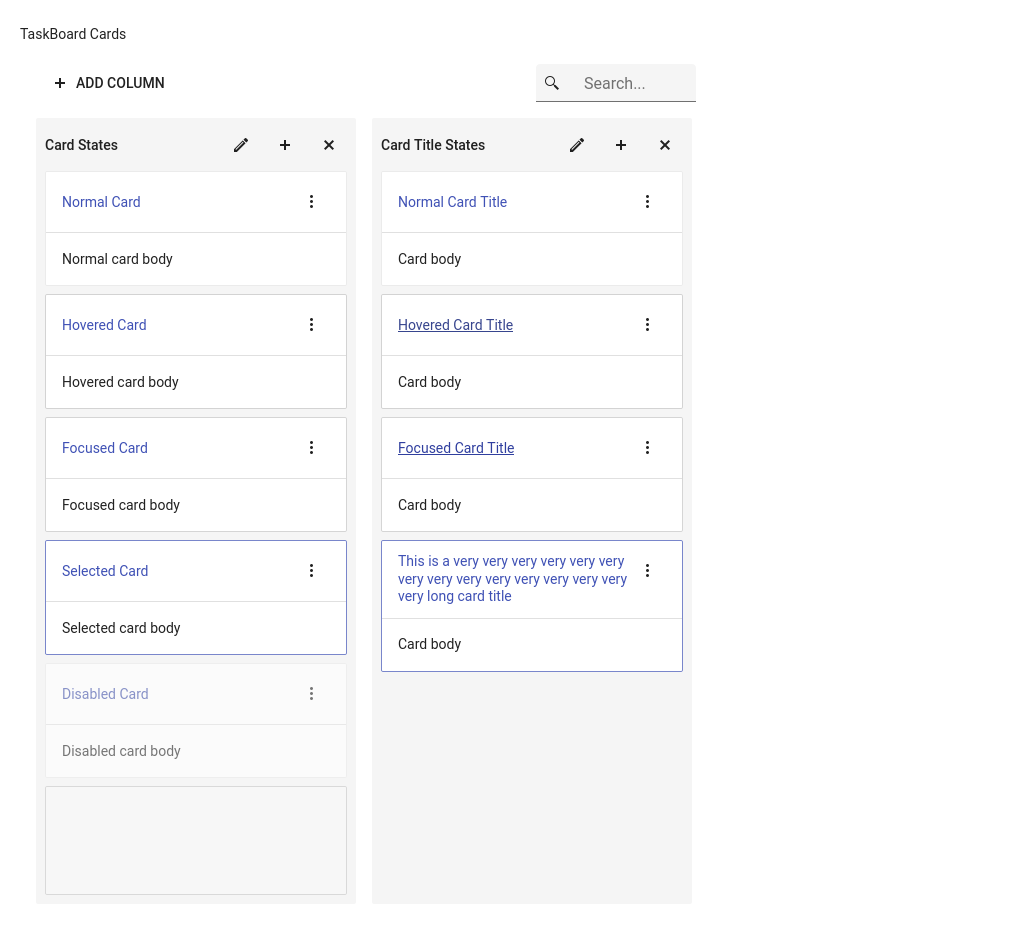 TaskBoard Cards
ADD COLUMN
Search...
Card States
Normal Card
Normal card body
Hovered Card
Hovered card body
Focused Card
Focused card body
Selected Card
Selected card body
Disabled Card
Disabled card body
Card Title States
Normal Card Title
Card body
Hovered Card Title
Card body
Focused Card Title
Card body
This is a very very very very very very
very very very very very very very very
very long card title
Card body